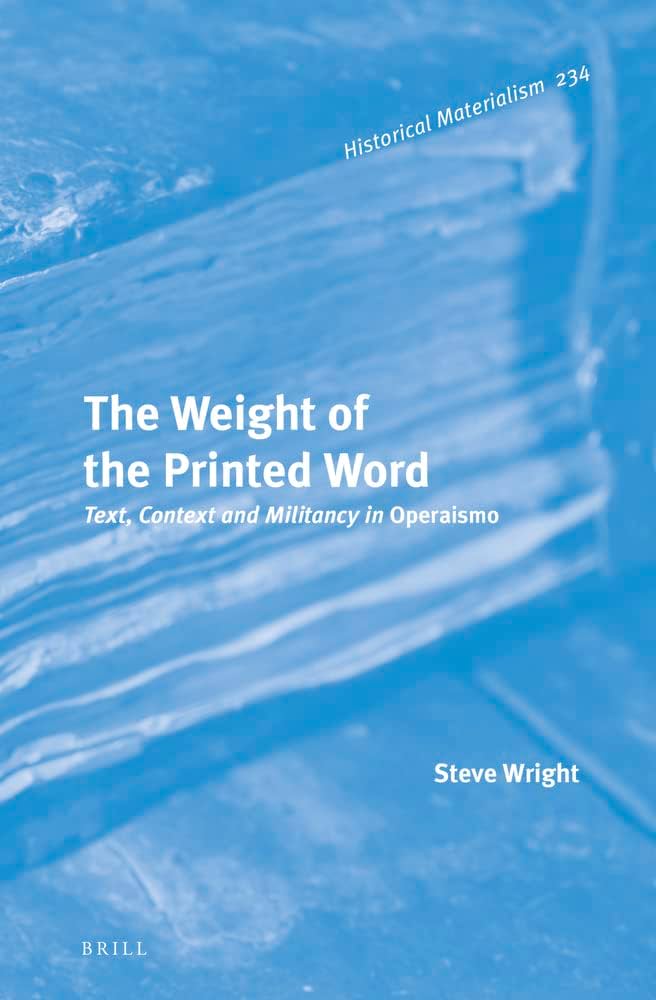 Historical Materialism 234
The Weight of
the Printed Word
Text, Context and Militancy in Operaismo
Steve Wright
BRILL